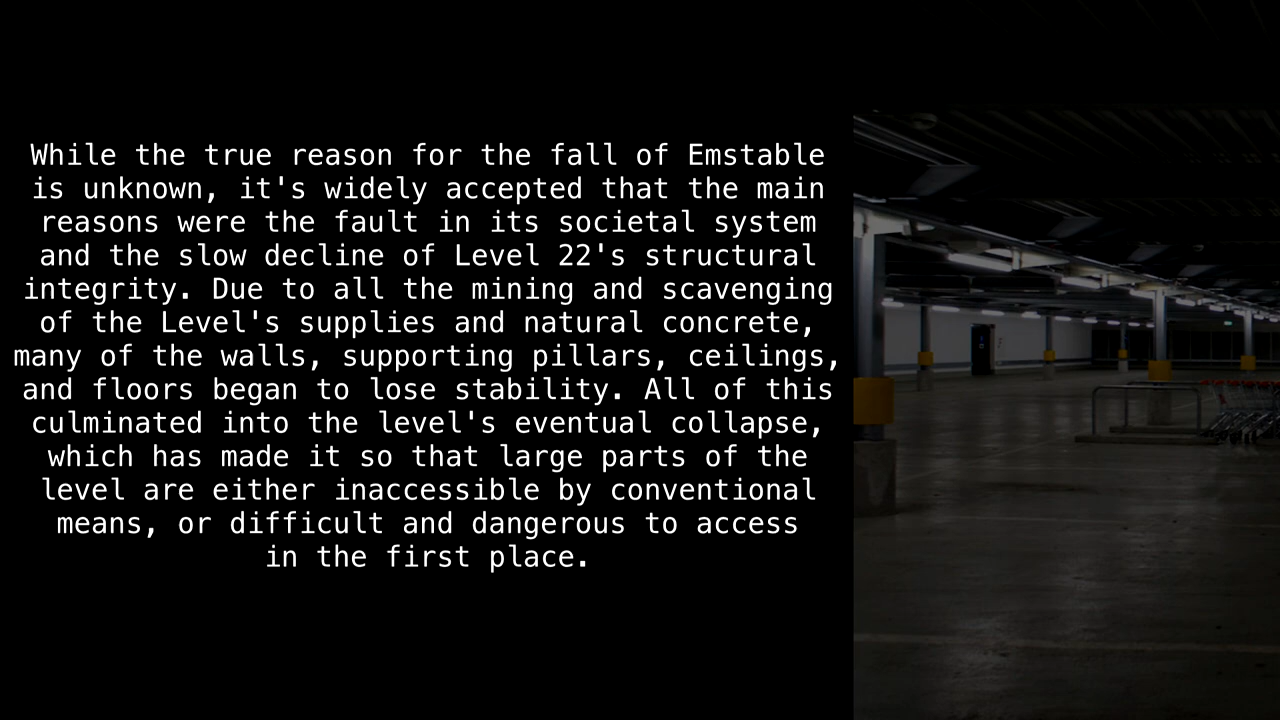 While the true reason for the fall of Emstable
is unknown, it's widely accepted that the main
reasons were the fault in its societal system
and the slow decline of Level 22's structural
integrity. Due to all the mining and scavenging
of the Level's supplies and natural concrete,
many of the walls, supporting pillars, ceilings,
and floors began to lose stability. All of this
culminated into the level's eventual collapse,
which has made it so that large parts of the
level are either inaccessible by conventional
means, or difficult and dangerous to access
in the first place.